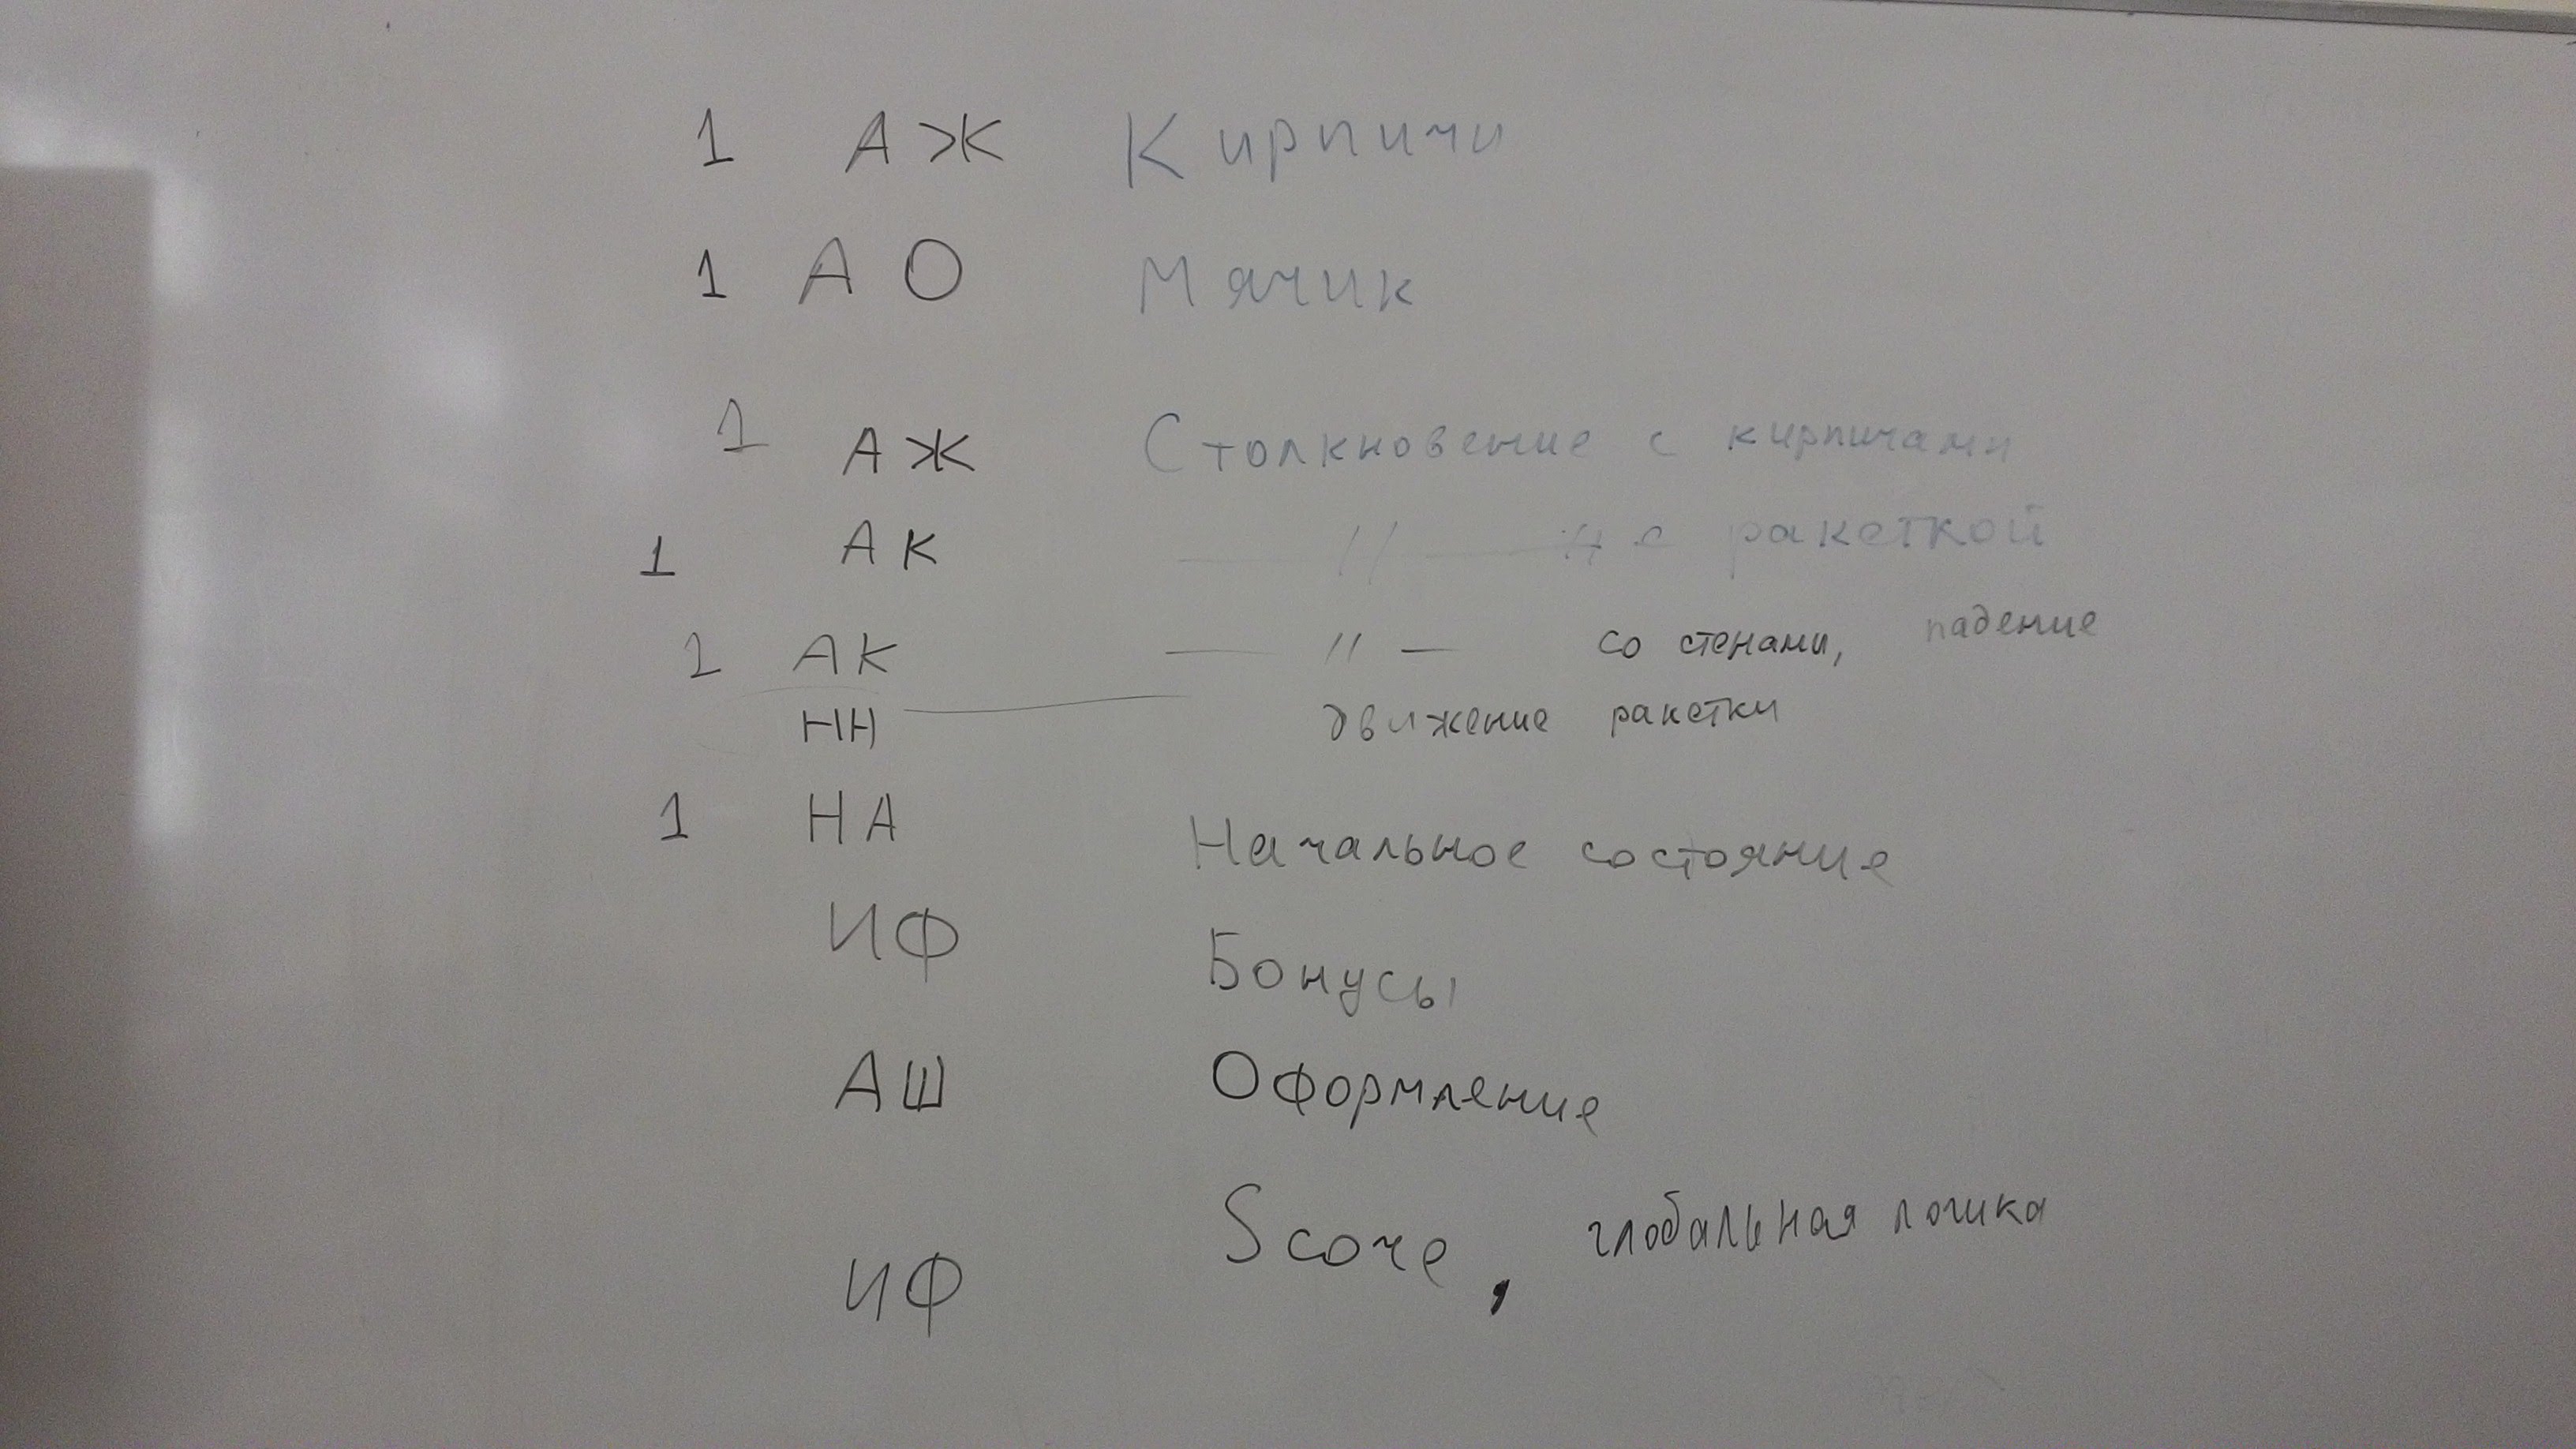 1 АЖ Кирпичи
1 АО Мячик
1 АЖ Столкновение с кирпичами
1 АК — // — с ракеткой
1 АК — // — со стенами, падение
НН — движение ракетки
1 НА Начальное состояние
ИФ Бонусы
АШ Оформление
ИФ Score, глобальная логика